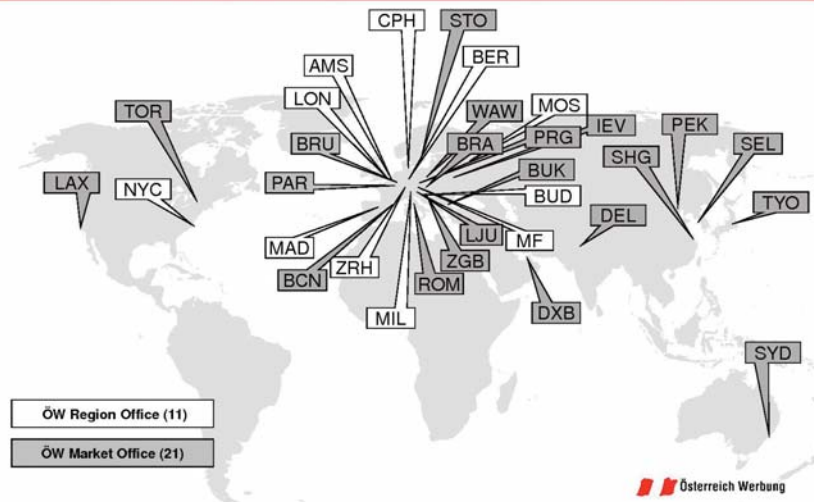 CPH
STO
BER
AMS
LON
TOR
WAW
MOS
BRU
BRA
PRG
IEV
PEK
SEL
SHG
LAX
NYC
PAR
BUK
BUD
TYO
DEL
MAD
LJU
MF
ZRH
ZGB
BCN
ROM
MIL
DXB
SYD
ÖW Region Office (11)
ÖW Market Office (21)
Österreich Werbung